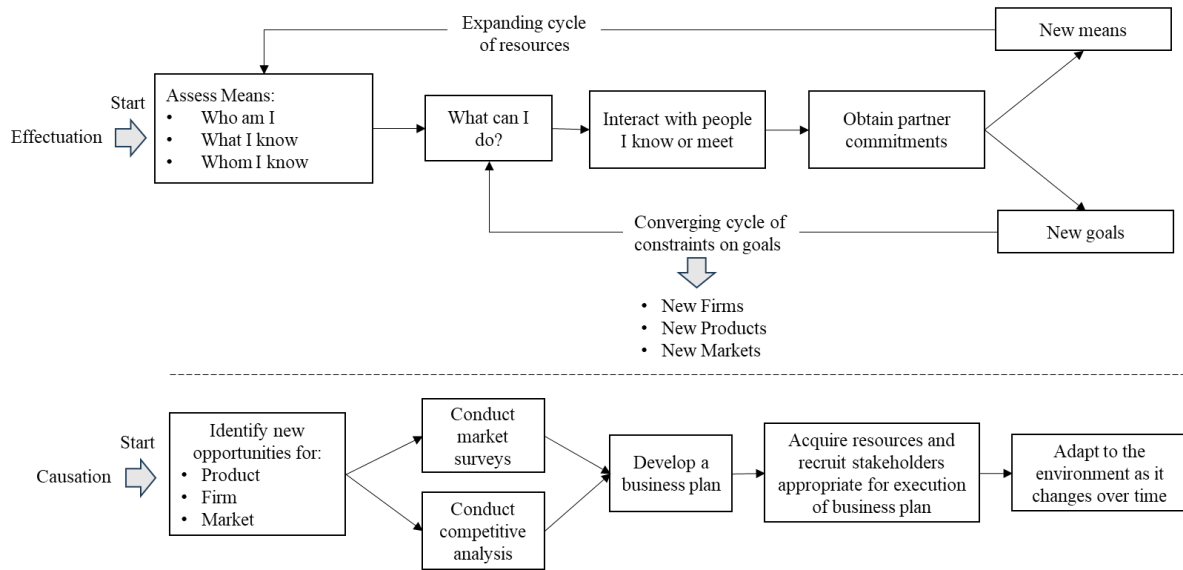 Expanding cycle
of resources
New means
Start
Effectuation
Assess Means:
• Who am I
• What I know
• Whom I know
What can I
do?
Interact with people
I know or meet
Obtain partner
commitments
New goals
Converging cycle of
constraints on goals
• New Firms
• New Products
• New Markets
Start
Causation
Identify new
opportunities for:
• Product
• Firm
• Market
Conduct
market
surveys
Conduct
competitive
analysis
Develop a
business plan
Acquire resources and
recruit stakeholders
appropriate for execution
of business plan
Adapt to the
environment as it
changes over time